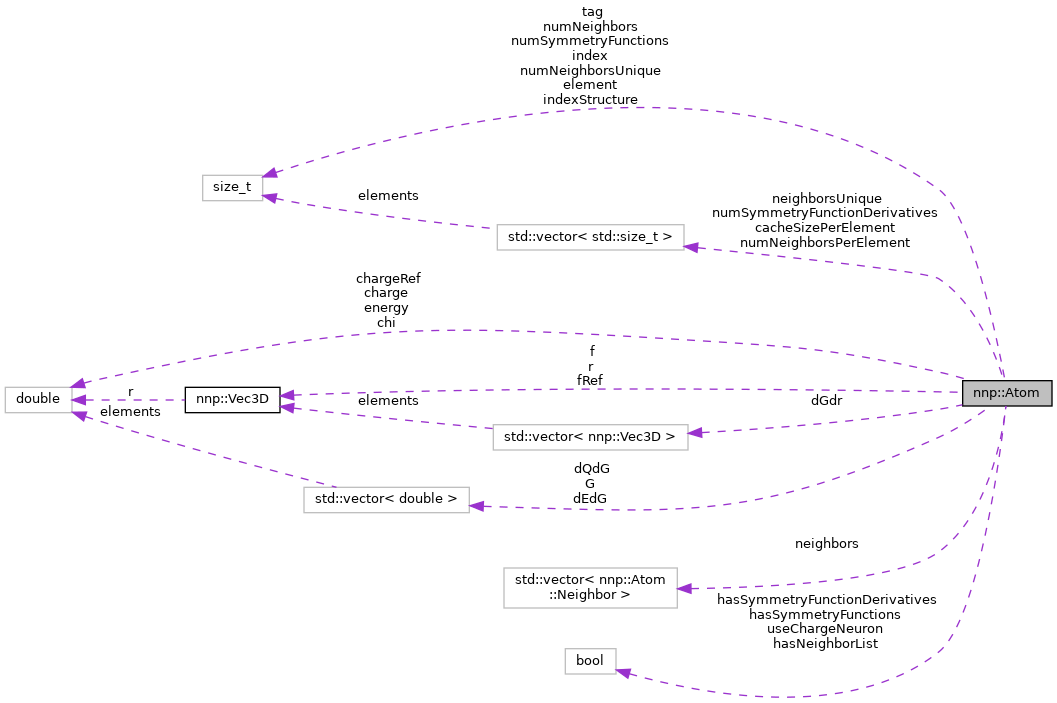 tag
numNeighbors
numSymmetryFunctions
index
numNeighborsUnique
element
indexStructure
size_t
elements
neighborsUnique
numSymmetryFunctionDerivatives
cacheSizePerElement
numNeighborsPerElement
std::vector< std::size_t >
chargeRef
charge
energy
chi
f
r
fRef
double
r
nnp::Vec3D
elements
elements
dGdr
nnp::Atom
std::vector< nnp::Vec3D >
dQdG
G
dEdG
std::vector< double >
neighbors
std::vector< nnp::Atom
::Neighbor >
hasSymmetryFunctionDerivatives
hasSymmetryFunctions
useChargeNeuron
hasNeighborList
bool